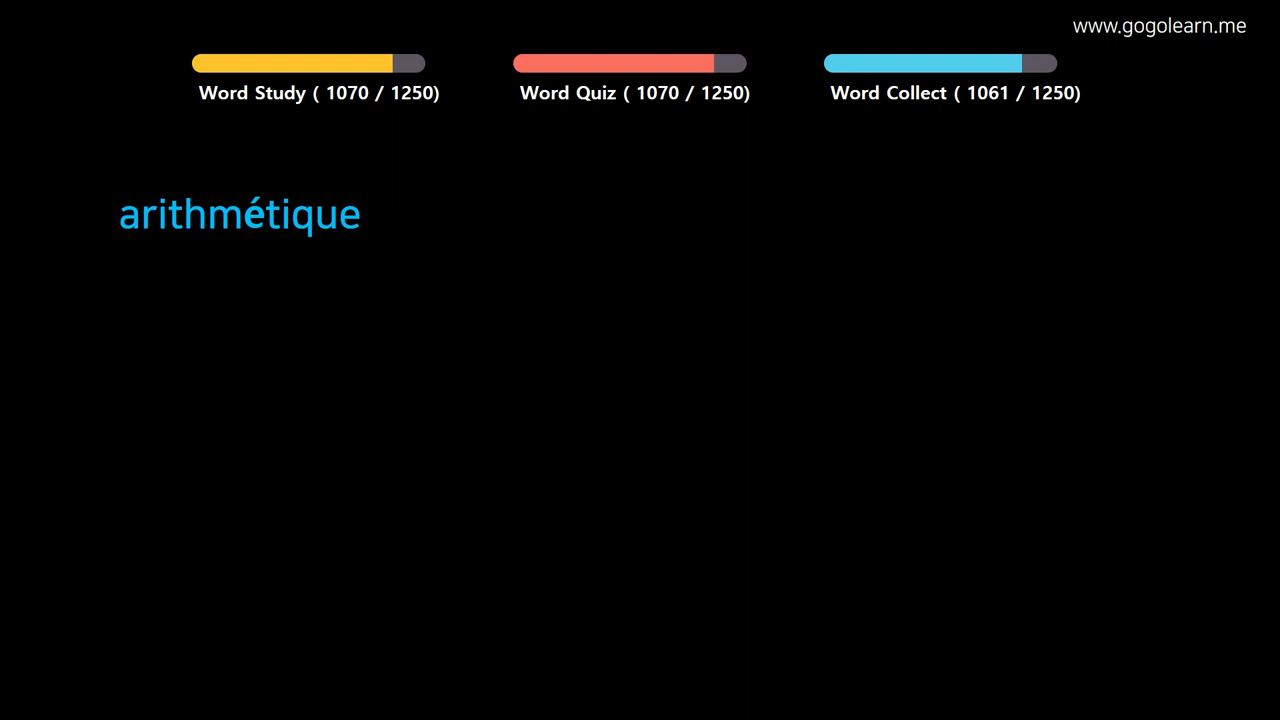 www.gogolearn.me
Word Study ( 1070 / 1250)
Word Quiz ( 1070 / 1250)
Word Collect ( 1061 / 1250)
arithmétique